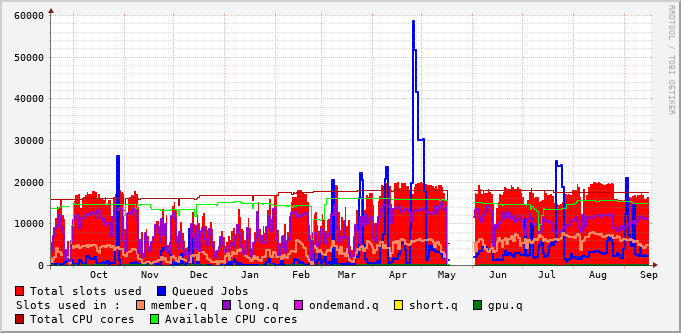 60000
50000
40000
30000
20000
10000
0
Oct Nov Dec Jan Feb Mar Apr May Jun Jul Aug Sep
RRDTOOL / TOBI OETIKER
Total slots used Queued Jobs
Slots used in : member.q long.q ondemand.q short.q gpu.q
Total CPU cores Available CPU cores